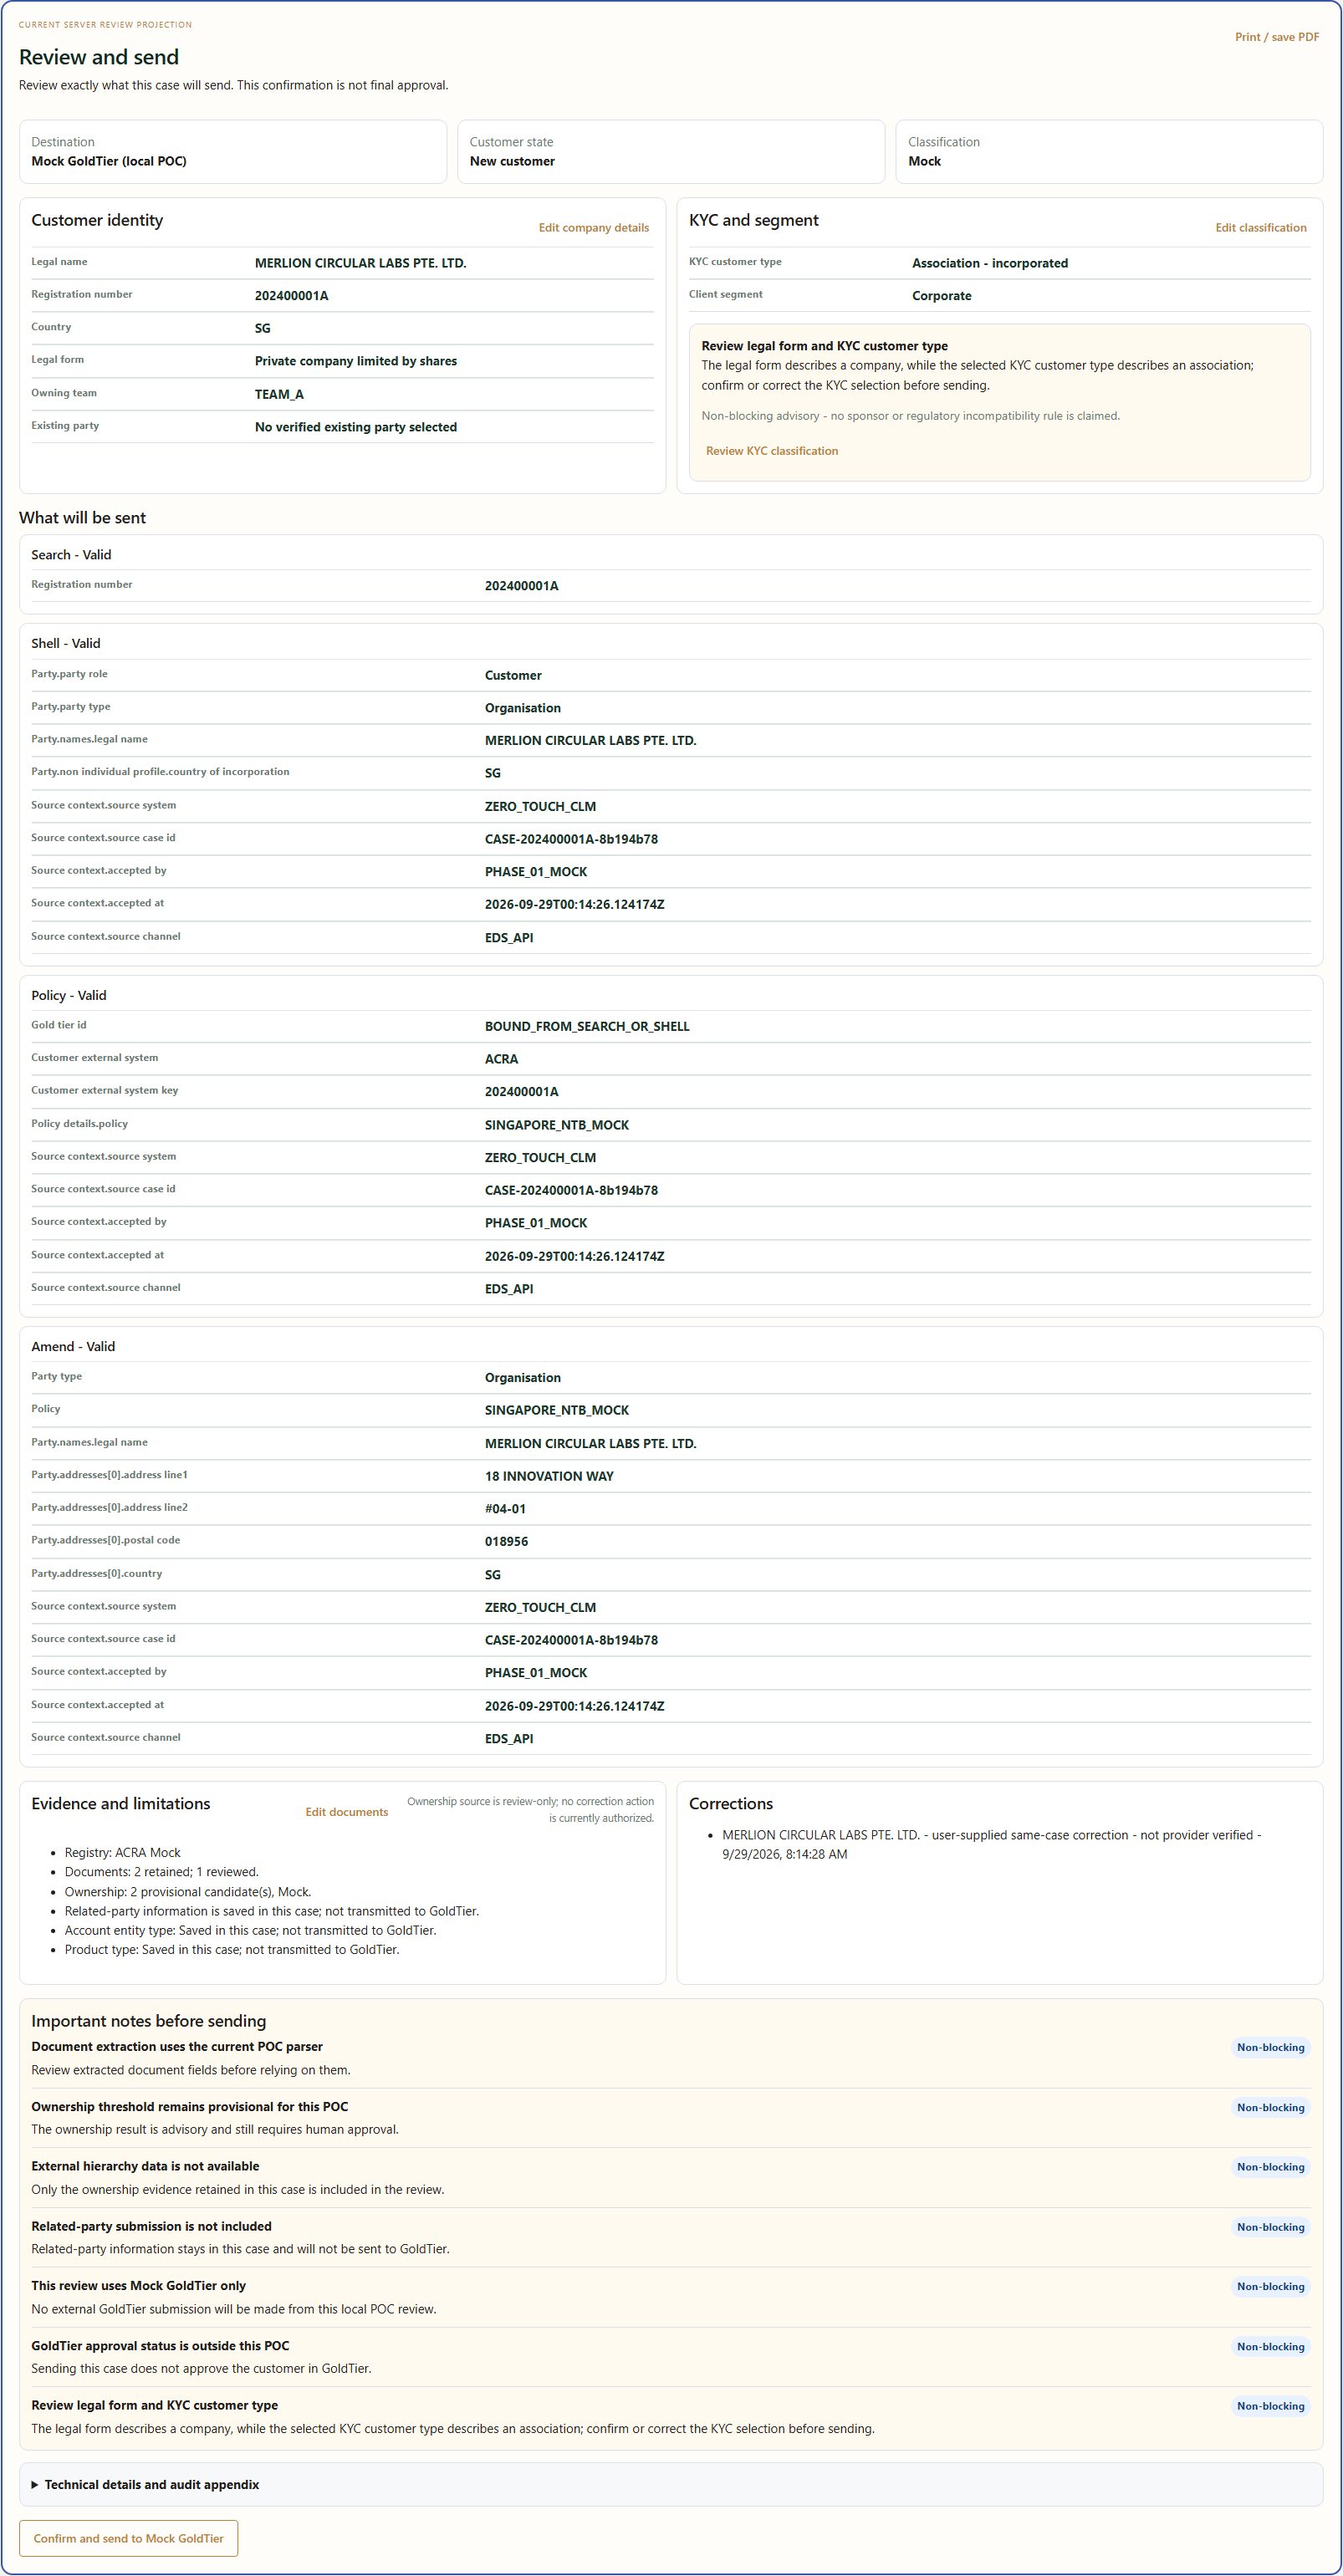 CURRENT SERVER REVIEW PROJECTION
Print / save PDF
Review and send
Review exactly what this case will send. This confirmation is not final approval.
Destination
Mock GoldTier (local POC)
Customer state
New customer
Classification
Mock
Customer identity
Edit company details
Legal name
MERLION CIRCULAR LABS PTE. LTD.
Registration number
202400001A
Country
SG
Legal form
Private company limited by shares
Owning team
TEAM_A
Existing party
No verified existing party selected
KYC and segment
Edit classification
KYC customer type
Association - incorporated
Client segment
Corporate
Review legal form and KYC customer type
The legal form describes a company, while the selected KYC customer type describes an association;
confirm or correct the KYC selection before sending.
Non-blocking advisory - no sponsor or regulatory incompatibility rule is claimed.
Review KYC classification
What will be sent
Search - Valid
Registration number
202400001A
Shell - Valid
Party.party role
Customer
Party.party type
Organisation
Party.names.legal name
MERLION CIRCULAR LABS PTE. LTD.
Party.non individual profile.country of incorporation
SG
Source context.source system
ZERO_TOUCH_CLM
Source context.source case id
CASE-202400001A-8b194b78
Source context.accepted by
PHASE_01_MOCK
Source context.accepted at
2026-09-29T00:14:26.124174Z
Source context.source channel
EDS_API
Policy - Valid
Gold tier id
BOUND_FROM_SEARCH_OR_SHELL
Customer external system
ACRA
Customer external system key
202400001A
Policy details.policy
SINGAPORE_NTB_MOCK
Source context.source system
ZERO_TOUCH_CLM
Source context.source case id
CASE-202400001A-8b194b78
Source context.accepted by
PHASE_01_MOCK
Source context.accepted at
2026-09-29T00:14:26.124174Z
Source context.source channel
EDS_API
Amend - Valid
Party type
Organisation
Policy
SINGAPORE_NTB_MOCK
Party.names.legal name
MERLION CIRCULAR LABS PTE. LTD.
Party.addresses[0].address line1
18 INNOVATION WAY
Party.addresses[0].address line2
#04-01
Party.addresses[0].postal code
018956
Party.addresses[0].country
SG
Source context.source system
ZERO_TOUCH_CLM
Source context.source case id
CASE-202400001A-8b194b78
Source context.accepted by
PHASE_01_MOCK
Source context.accepted at
2026-09-29T00:14:26.124174Z
Source context.source channel
EDS_API
Evidence and limitations
Edit documents
Ownership source is review-only; no correction action
is currently authorized.
• Registry: ACRA Mock
• Documents: 2 retained; 1 reviewed.
• Ownership: 2 provisional candidate(s), Mock.
• Related-party information is saved in this case; not transmitted to GoldTier.
• Account entity type: Saved in this case; not transmitted to GoldTier.
• Product type: Saved in this case; not transmitted to GoldTier.
Corrections
• MERLION CIRCULAR LABS PTE. LTD. - user-supplied same-case correction - not provider verified -
9/29/2026, 8:14:28 AM
Important notes before sending
Document extraction uses the current POC parser
Non-blocking
Review extracted document fields before relying on them.
Ownership threshold remains provisional for this POC
Non-blocking
The ownership result is advisory and still requires human approval.
External hierarchy data is not available
Non-blocking
Only the ownership evidence retained in this case is included in the review.
Related-party submission is not included
Non-blocking
Related-party information stays in this case and will not be sent to GoldTier.
This review uses Mock GoldTier only
Non-blocking
No external GoldTier submission will be made from this local POC review.
GoldTier approval status is outside this POC
Non-blocking
Sending this case does not approve the customer in GoldTier.
Review legal form and KYC customer type
Non-blocking
The legal form describes a company, while the selected KYC customer type describes an association; confirm or correct the KYC selection before sending.
▶ Technical details and audit appendix
Confirm and send to Mock GoldTier